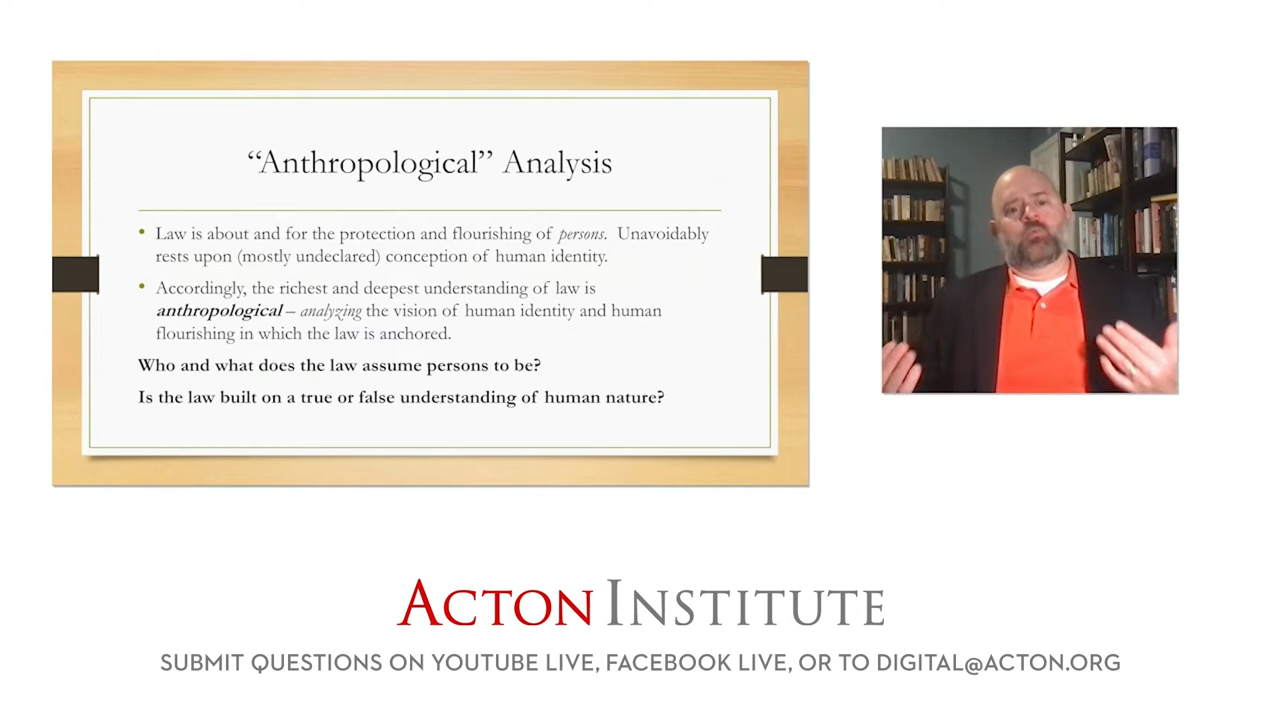 “Anthropological” Analysis
• Law is about and for the protection and flourishing of persons. Unavoidably
rests upon (mostly undeclared) conception of human identity.
• Accordingly, the richest and deepest understanding of law is
anthropological – analyzing the vision of human identity and human
flourishing in which the law is anchored.
Who and what does the law assume persons to be?
Is the law built on a true or false understanding of human nature?
ACTON INSTITUTE
SUBMIT QUESTIONS ON YOUTUBE LIVE, FACEBOOK LIVE, OR TO DIGITAL@ACTON.ORG